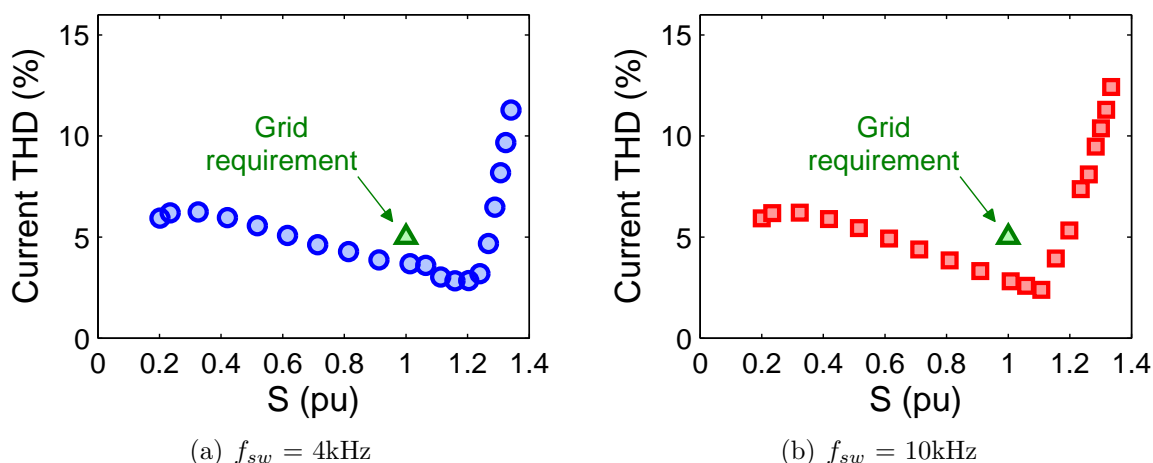 15
10
5
0
Current THD (%)
Grid
requirement
0
0.2
0.4
0.6
0.8
1
1.2
1.4
S (pu)
(a) fsw = 4kHz
15
10
5
0
Current THD (%)
Grid
requirement
0
0.2
0.4
0.6
0.8
1
1.2
1.4
S (pu)
(b) fsw = 10kHz